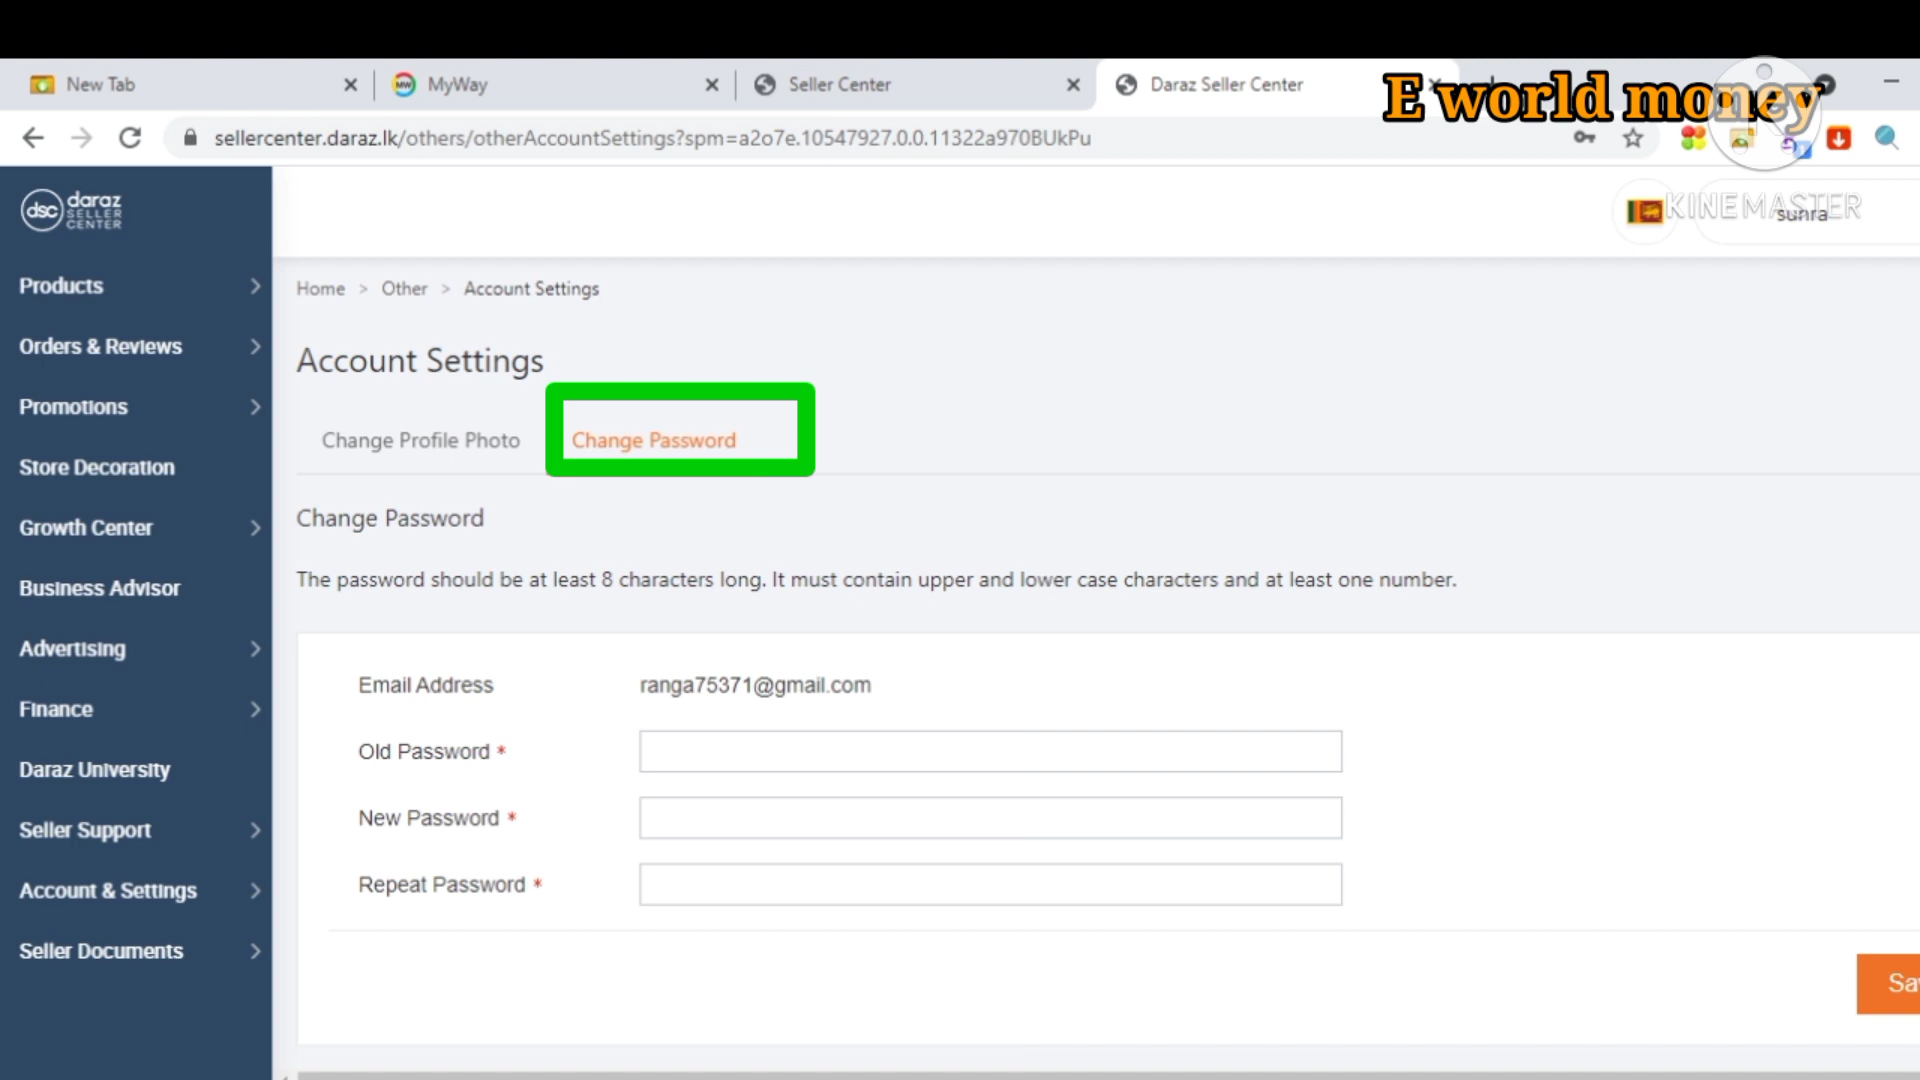 New Tab
MyWay
Seller Center
Daraz Seller Center
E world money
sellercenter.daraz.lk/others/otherAccountSettings?spm=a2o7e.10547927.0.0.11322a970BUkPu
KINEMASTER
sunra
dsc daraz
SELLER
CENTER
Products
Orders & Reviews
Promotions
Store Decoration
Growth Center
Business Advisor
Advertising
Finance
Daraz University
Seller Support
Account & Settings
Seller Documents
Home > Other > Account Settings
Account Settings
Change Profile Photo
Change Password
Change Password
The password should be at least 8 characters long. It must contain upper and lower case characters and at least one number.
Email Address ranga75371@gmail.com
Old Password *
New Password *
Repeat Password *
Sa